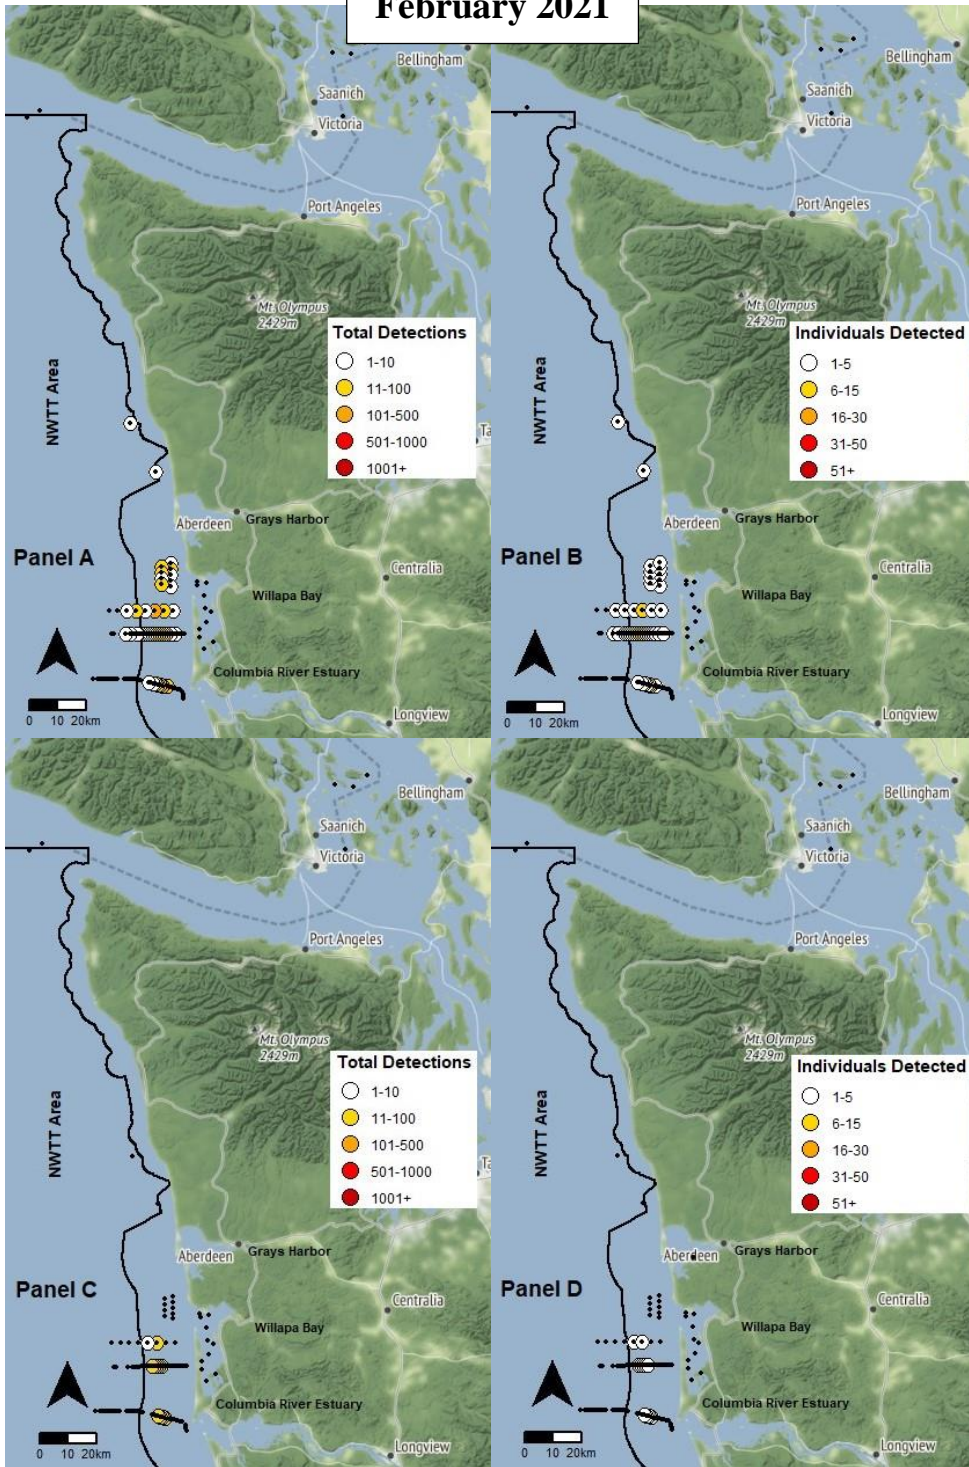 February 2021
Bellingham
Saanich
Victoria
Port Angeles
Mt. Olympus
2429m
Total Detections
1-10
11-100
101-500
501-1000
1001+
NWTT Area
Ta
Aberdeen
Grays Harbor
Panel A
Centralia
Willapa Bay
Columbia River Estuary
Longview
0 10 20km
Bellingham
Saanich
Victoria
Port Angeles
Mt. Olympus
2429m
Individuals Detected
1-5
6-15
16-30
31-50
51+
NWTT Area
Aberdeen
Grays Harbor
Panel B
Centralia
Willapa Bay
Columbia River Estuary
Longview
0 10 20km
Bellingham
Saanich
Victoria
Port Angeles
Mt. Olympus
2429m
Total Detections
1-10
11-100
101-500
501-1000
1001+
NWTT Area
Ta
Aberdeen
Grays Harbor
Panel C
Centralia
Willapa Bay
Columbia River Estuary
Longview
0 10 20km
Bellingham
Saanich
Victoria
Port Angeles
Mt. Olympus
2429m
Individuals Detected
1-5
6-15
16-30
31-50
51+
NWTT Area
Aberdeen
Grays Harbor
Panel D
Centralia
Willapa Bay
Columbia River Estuary
Longview
0 10 20km